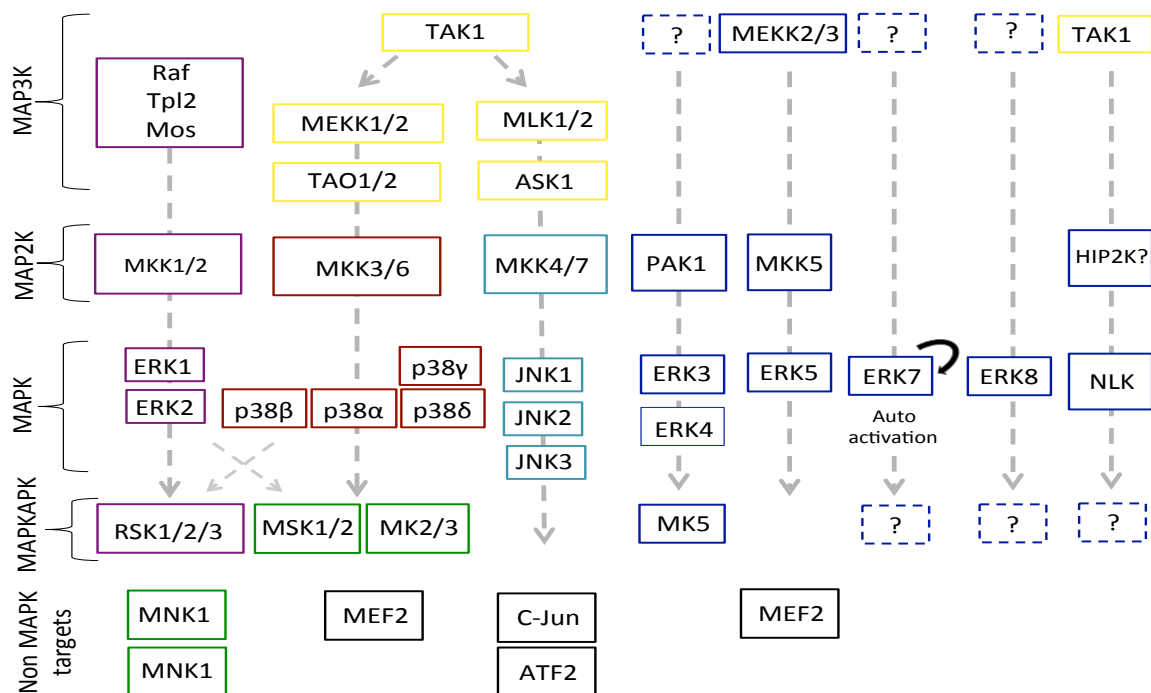 MAP3K
TAK1
?
MEKK2/3
?
?
TAK1
Raf
Tpl2
Mos
MEKK1/2
MLK1/2
TAO1/2
ASK1
MAP2K
MKK1/2
MKK3/6
MKK4/7
PAK1
MKK5
HIP2K?
MAPK
ERK1
ERK2
p38γ
p38β
p38α
p38δ
JNK1
JNK2
JNK3
ERK3
ERK4
ERK5
ERK7
Auto
activation
ERK8
NLK
MAPKAPK
RSK1/2/3
MSK1/2
MK2/3
MK5
?
?
?
Non MAPK
targets
MNK1
MNK1
MEF2
C-Jun
ATF2
MEF2